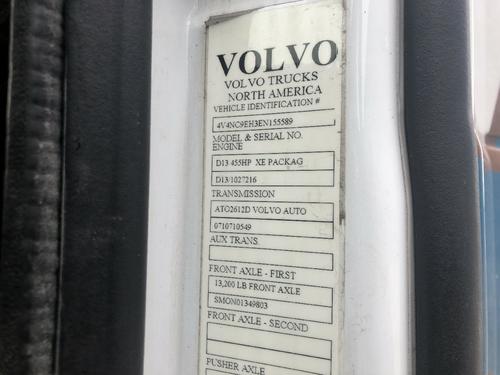 VOLVO
VOLVO TRUCKS
NORTH AMERICA
VEHICLE IDENTIFICATION #
4V4NC9EH3EN155589
MODEL & SERIAL NO.
ENGINE
D13 455HP XE PACKAG
D13/1027216
TRANSMISSION
ATO2612D VOLVO AUTO
0710710549
AUX TRANS.
FRONT AXLE - FIRST
13,200 LB FRONT AXLE
SMON01349803
FRONT AXLE - SECOND
PUSHER AXLE